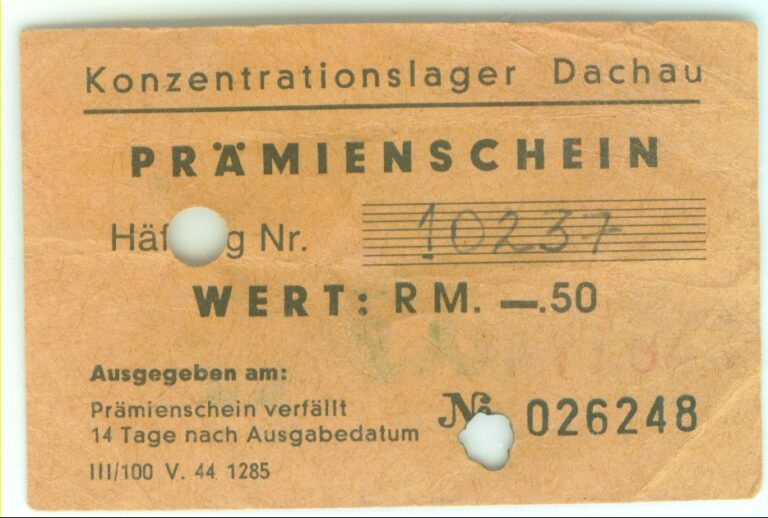 Konzentrationslager Dachau
PRÄMIENSCHEIN
Nr. 10237
WERT: RM. —.50
Ausgegeben am:
Prämienschein verfällt
14 Tage nach Ausgabedatum
№ 026248
III/100 V. 44 1285